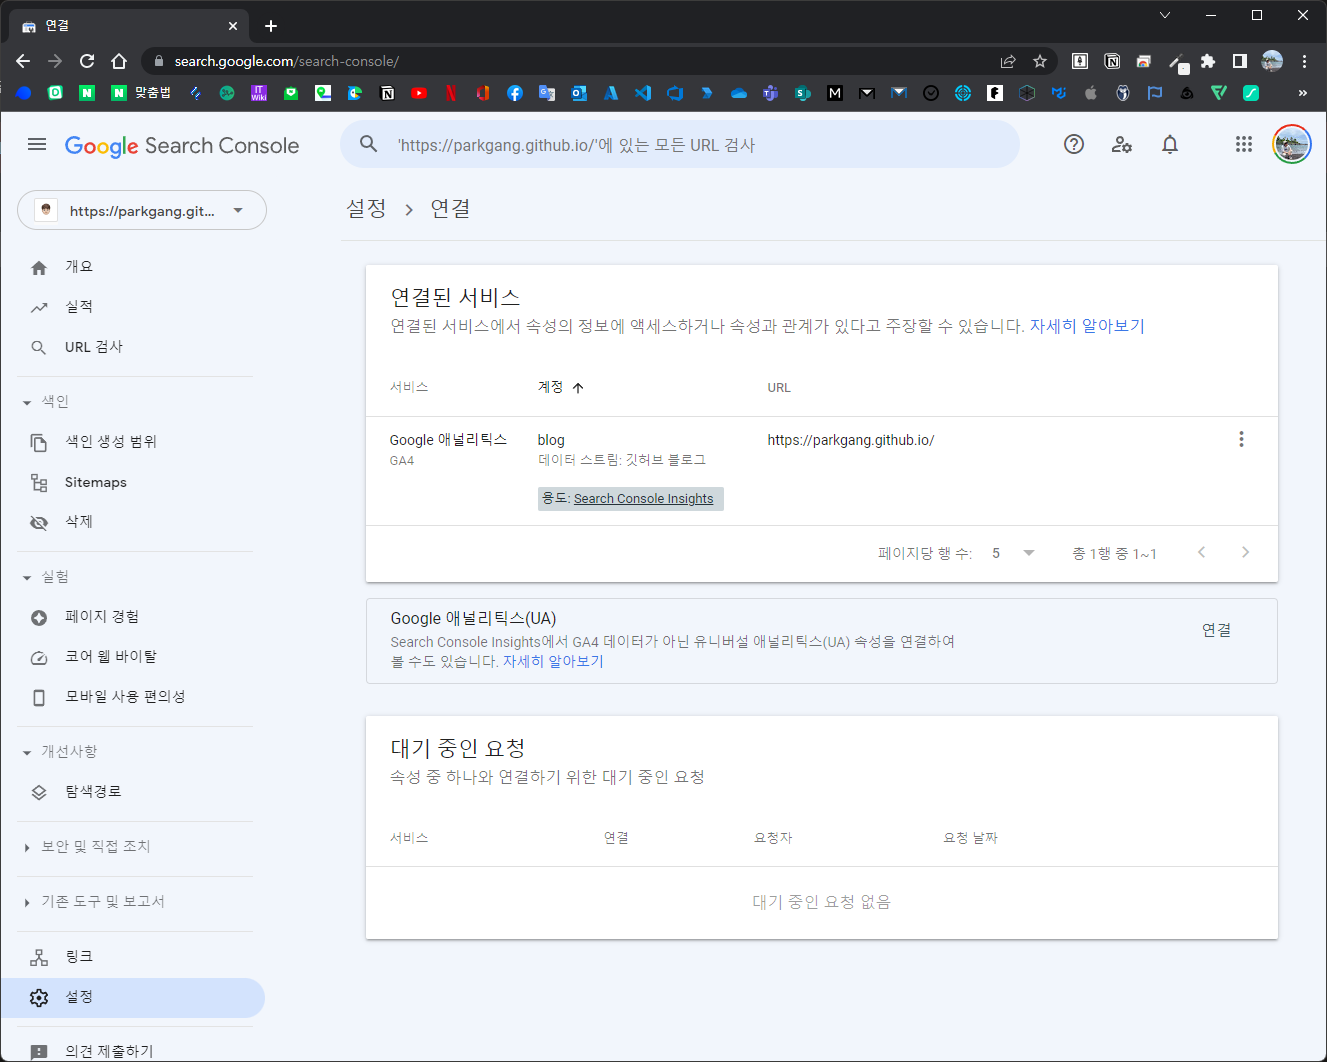 연결
search.google.com/search-console/
맞춤법
IT
Wiki
Google Search Console
'https://parkgang.github.io/'에 있는 모든 URL 검사
https://parkgang.git...
설정 > 연결
개요
실적
URL 검사
색인
색인 생성 범위
Sitemaps
삭제
실험
페이지 경험
코어 웹 바이탈
모바일 사용 편의성
개선사항
탐색경로
보안 및 직접 조치
기존 도구 및 보고서
링크
설정
의견 제출하기
연결된 서비스
연결된 서비스에서 속성의 정보에 액세스하거나 속성과 관계가 있다고 주장할 수 있습니다. 자세히 알아보기
서비스 계정 URL
Google 애널리틱스 blog https://parkgang.github.io/
GA4 데이터 스트림: 깃허브 블로그
용도: Search Console Insights
페이지당 행 수: 5 총 1행 중 1~1
Google 애널리틱스(UA)
Search Console Insights에서 GA4 데이터가 아닌 유니버설 애널리틱스(UA) 속성을 연결하여
볼 수도 있습니다. 자세히 알아보기
연결
대기 중인 요청
속성 중 하나와 연결하기 위한 대기 중인 요청
서비스 연결 요청자 요청 날짜
대기 중인 요청 없음